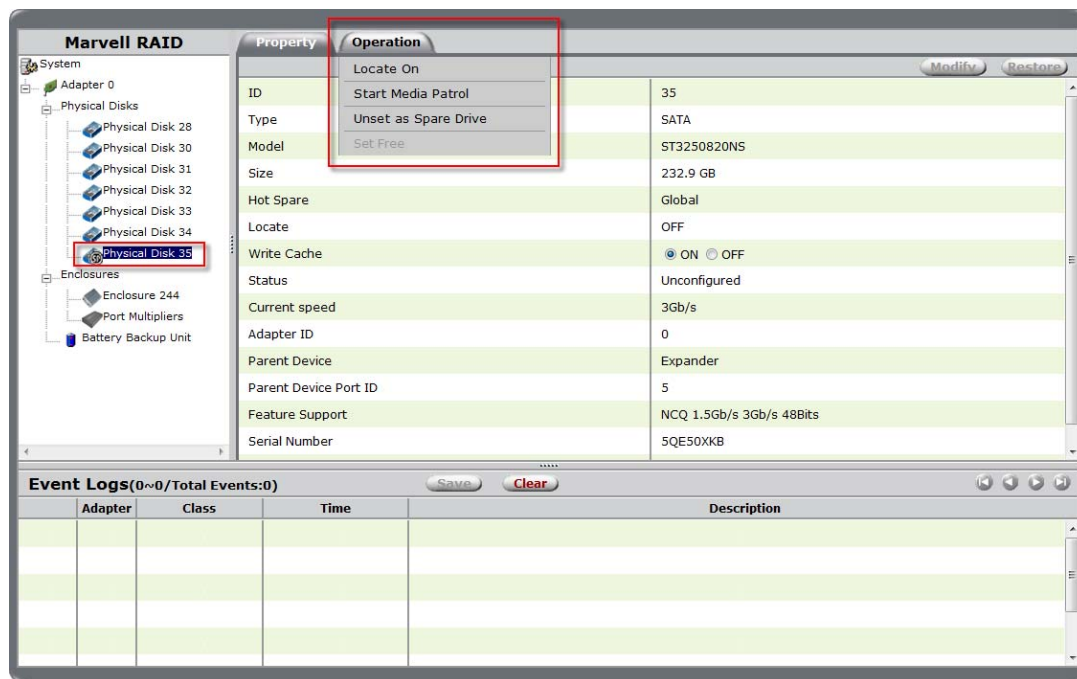 Marvell RAID
System
Adapter 0
Physical Disks
Physical Disk 28
Physical Disk 30
Physical Disk 31
Physical Disk 32
Physical Disk 33
Physical Disk 34
Physical Disk 35
Enclosures
Enclosure 244
Port Multipliers
Battery Backup Unit
Property Operation
Locate On
Start Media Patrol
Unset as Spare Drive
Set Free
Modify Restore
ID 35
Type SATA
Model ST3250820NS
Size 232.9 GB
Hot Spare Global
Locate OFF
Write Cache ON OFF
Status Unconfigured
Current speed 3Gb/s
Adapter ID 0
Parent Device Expander
Parent Device Port ID 5
Feature Support NCQ 1.5Gb/s 3Gb/s 48Bits
Serial Number 5QE50XKB
Event Logs(0~0/Total Events:0) Save Clear
Adapter Class Time Description